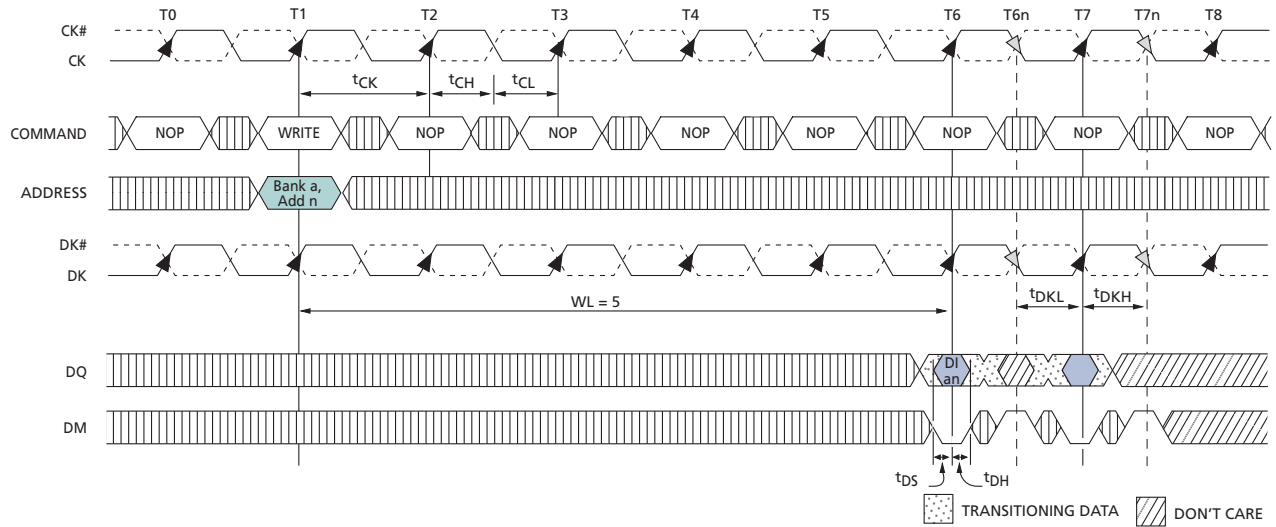 T0 T1 T2 T3 T4 T5 T6 T6n T7 T7n T8
CK#
CK
tCK tCH tCL
COMMAND NOP WRITE NOP NOP NOP NOP NOP NOP NOP
ADDRESS Bank a,
Add n
DK#
DK
WL = 5 tDKL tDKH
DQ DI
an
DM
tDS tDH
TRANSITIONING DATA DON'T CARE